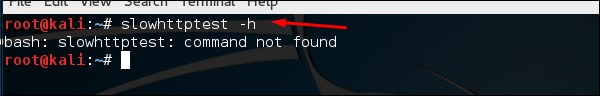 File Edit View Search Terminal Help
root@kali:~# slowhttptest -h
bash: slowhttptest: command not found
root@kali:~#